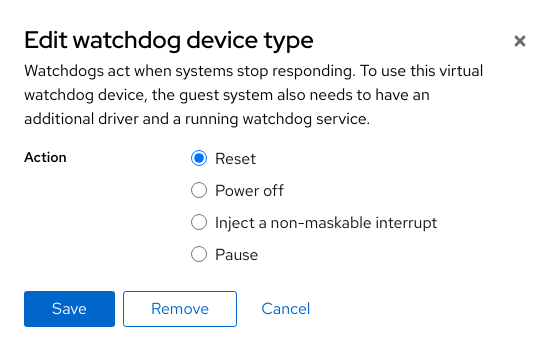 Edit watchdog device type
Watchdogs act when systems stop responding. To use this virtual
watchdog device, the guest system also needs to have an
additional driver and a running watchdog service.
Action
Reset
Power off
Inject a non-maskable interrupt
Pause
Save
Remove
Cancel